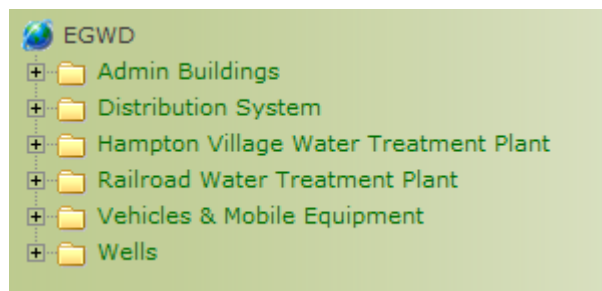 EGWD
Admin Buildings
Distribution System
Hampton Village Water Treatment Plant
Railroad Water Treatment Plant
Vehicles & Mobile Equipment
Wells